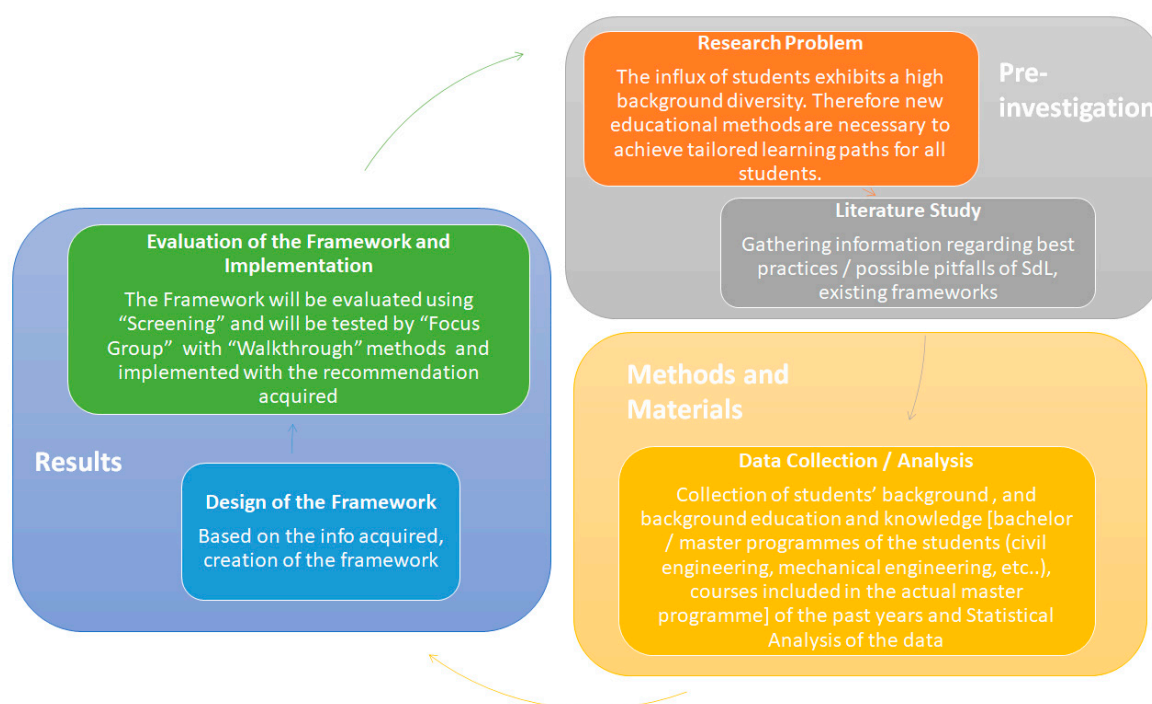 Research Problem
The influx of students exhibits a high
background diversity. Therefore new
educational methods are necessary to
achieve tailored learning paths for all
students.
Pre-
investigation
Literature Study
Gathering information regarding best
practices / possible pitfalls of SdL,
existing frameworks
Methods and
Materials
Data Collection / Analysis
Collection of students’ background , and
background education and knowledge [bachelor
/ master programmes of the students (civil
engineering, mechanical engineering, etc..),
courses included in the actual master
programme] of the past years and Statistical
Analysis of the data
Results
Design of the Framework
Based on the info acquired,
creation of the framework
Evaluation of the Framework and
Implementation
The Framework will be evaluated using
“Screening” and will be tested by “Focus
Group” with “Walkthrough” methods and
implemented with the recommendation
acquired